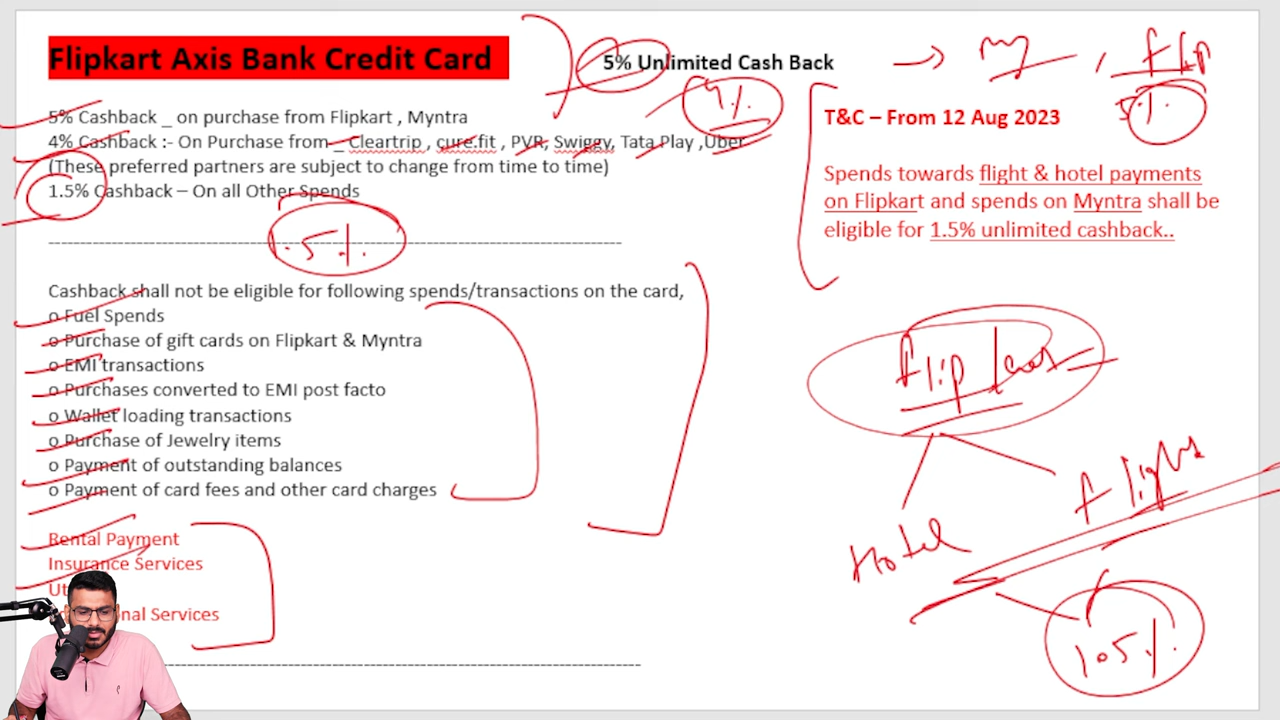 Flipkart Axis Bank Credit Card
5% Unlimited Cash Back
→ my , flip
5% Cashback _ on purchase from Flipkart , Myntra
4% Cashback :- On Purchase from _ Cleartrip , cure.fit , PVR, Swiggy, Tata Play ,Uber
(These preferred partners are subject to change from time to time)
1.5% Cashback – On all Other Spends
4%
1.5%
5%
T&C – From 12 Aug 2023
Spends towards flight & hotel payments
on Flipkart and spends on Myntra shall be
eligible for 1.5% unlimited cashback..
Cashback shall not be eligible for following spends/transactions on the card,
o Fuel Spends
o Purchase of gift cards on Flipkart & Myntra
o EMI transactions
o Purchases converted to EMI post facto
o Wallet loading transactions
o Purchase of Jewelry items
o Payment of outstanding balances
o Payment of card fees and other card charges
Rental Payment
Insurance Services
Services
Hotel
flight
1.5%